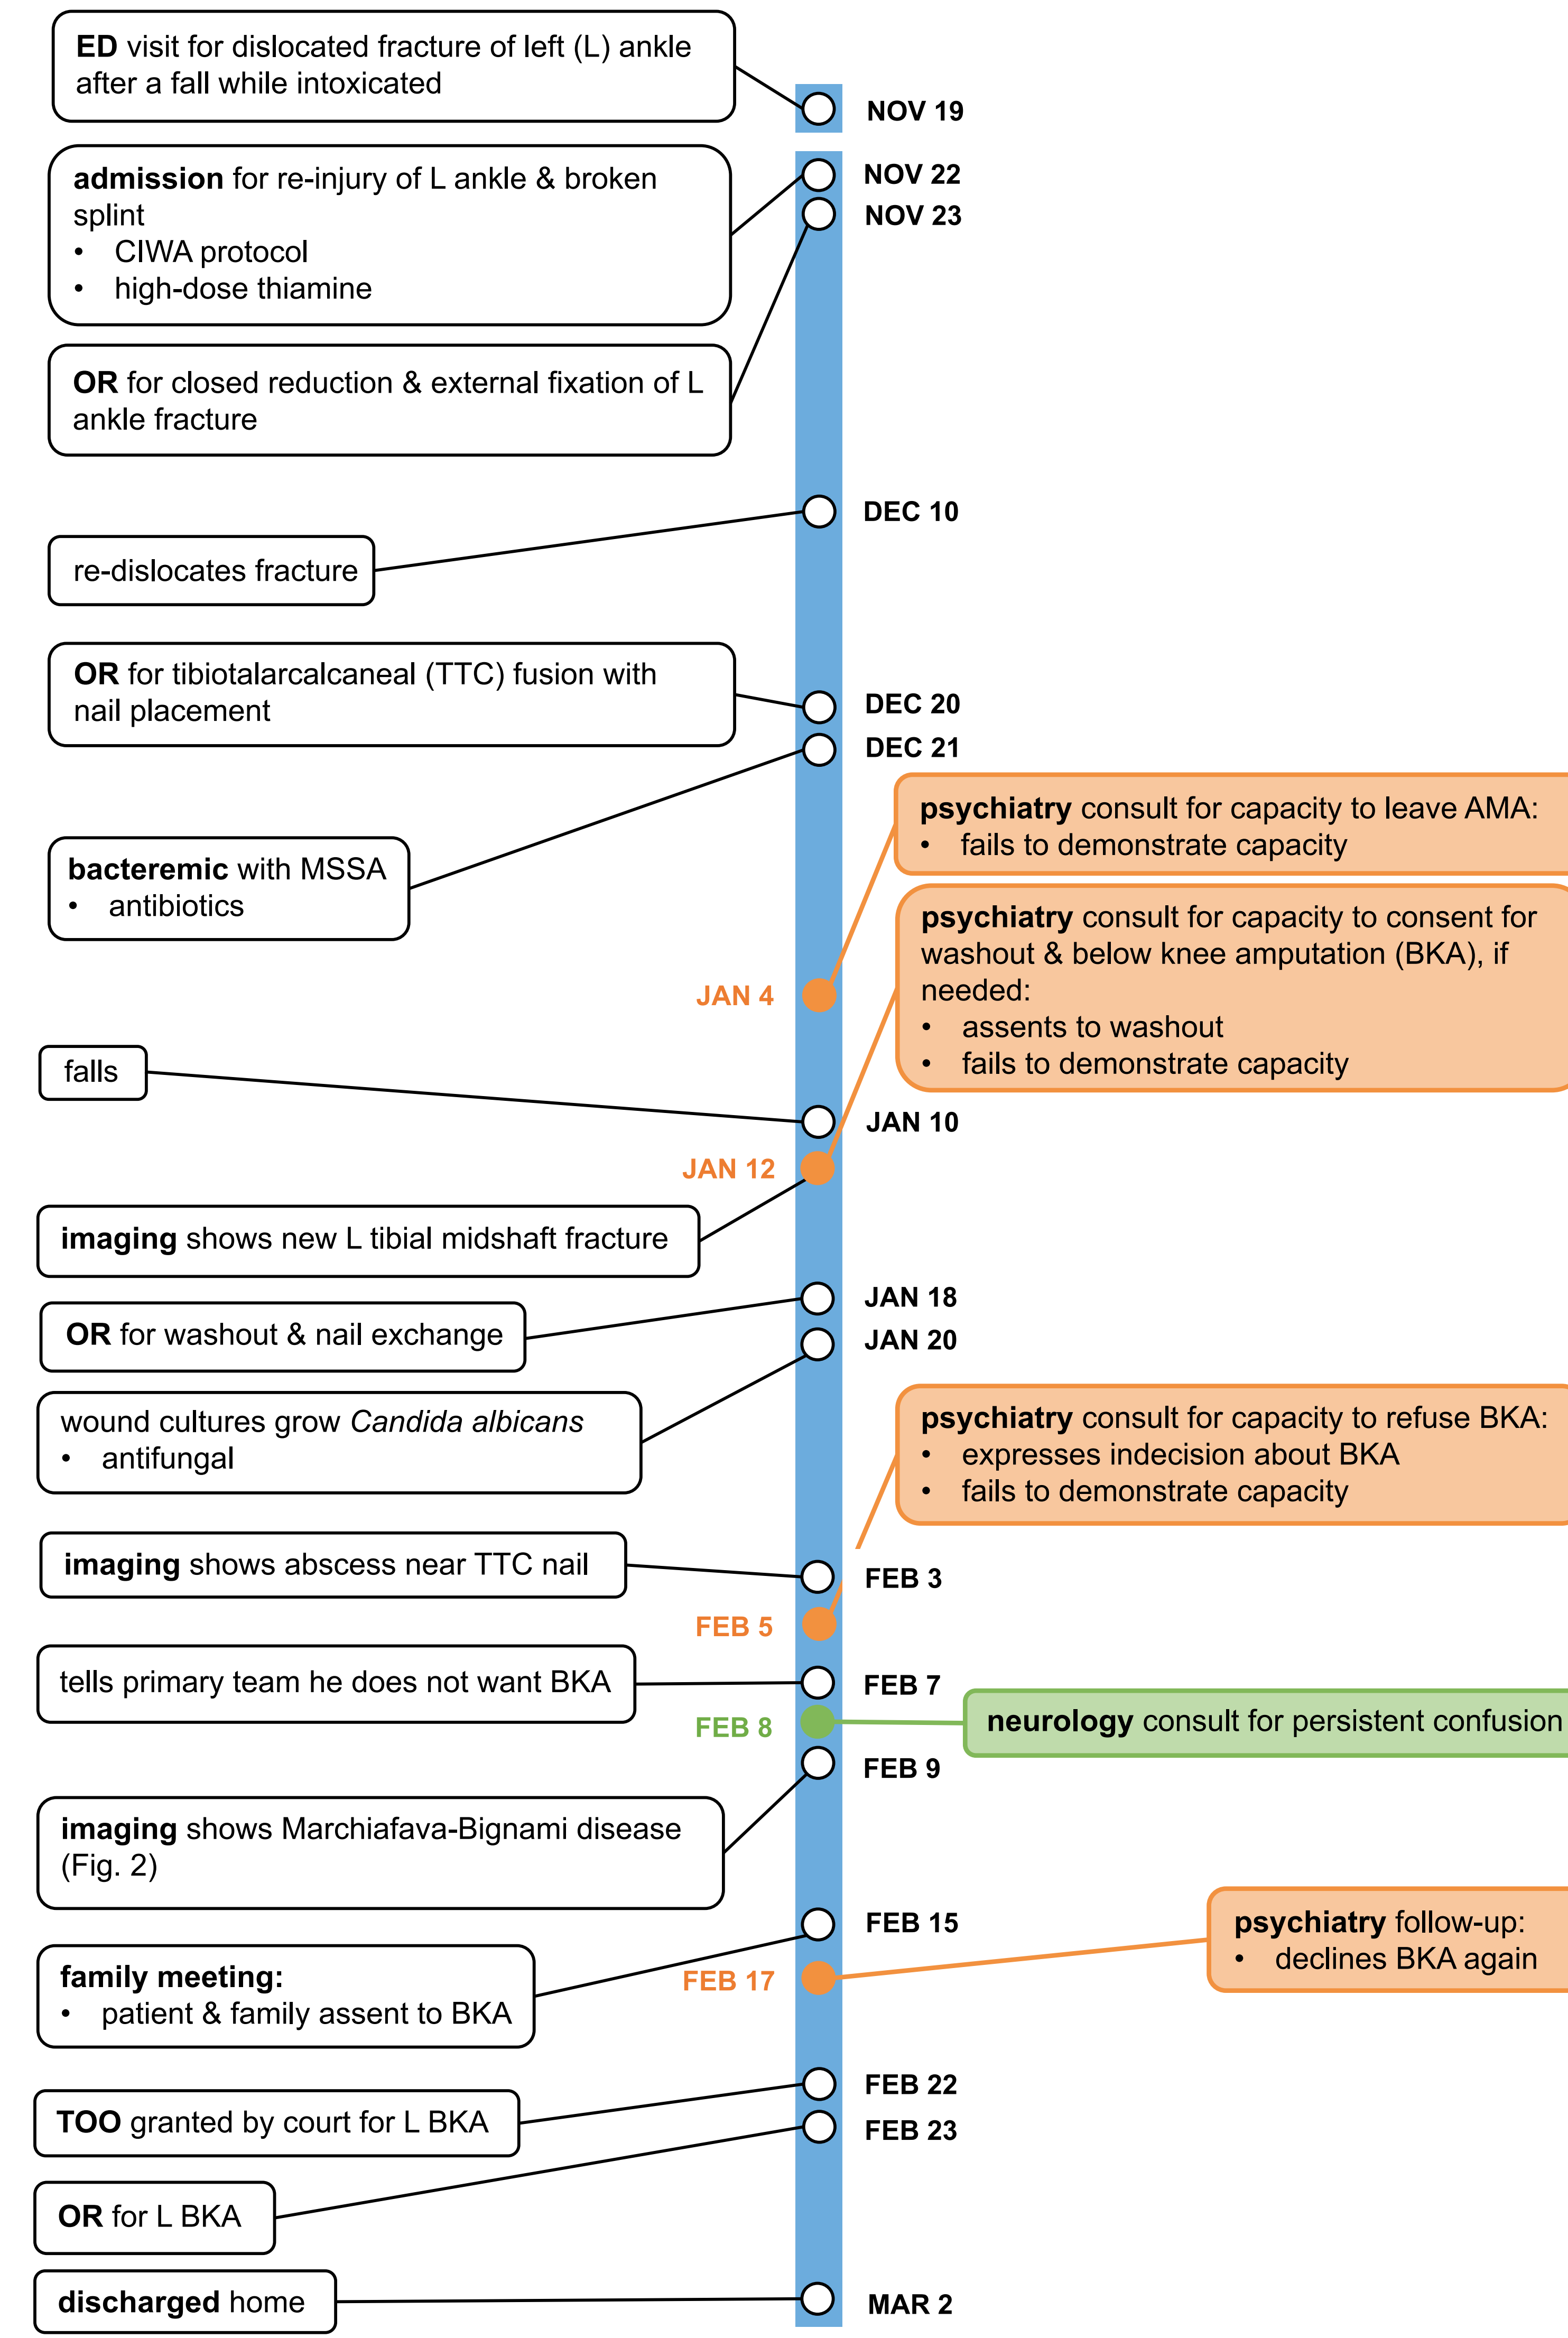 ED visit for dislocated fracture of left (L) ankle
after a fall while intoxicated
NOV 19
admission for re-injury of L ankle & broken
splint
• CIWA protocol
• high-dose thiamine
NOV 22
NOV 23
OR for closed reduction & external fixation of L
ankle fracture
DEC 10
re-dislocates fracture
OR for tibiotalarcalcaneal (TTC) fusion with
nail placement
DEC 20
DEC 21
bacteremic with MSSA
• antibiotics
psychiatry consult for capacity to leave AMA:
• fails to demonstrate capacity
JAN 4
psychiatry consult for capacity to consent for
washout & below knee amputation (BKA), if
needed:
• assents to washout
• fails to demonstrate capacity
falls
JAN 10
JAN 12
imaging shows new L tibial midshaft fracture
JAN 18
OR for washout & nail exchange
JAN 20
wound cultures grow Candida albicans
• antifungal
psychiatry consult for capacity to refuse BKA:
• expresses indecision about BKA
• fails to demonstrate capacity
imaging shows abscess near TTC nail
FEB 3
FEB 5
tells primary team he does not want BKA
FEB 7
FEB 8
neurology consult for persistent confusion
FEB 9
imaging shows Marchiafava-Bignami disease
(Fig. 2)
FEB 15
family meeting:
• patient & family assent to BKA
FEB 17
psychiatry follow-up:
• declines BKA again
FEB 22
TOO granted by court for L BKA
FEB 23
OR for L BKA
discharged home
MAR 2